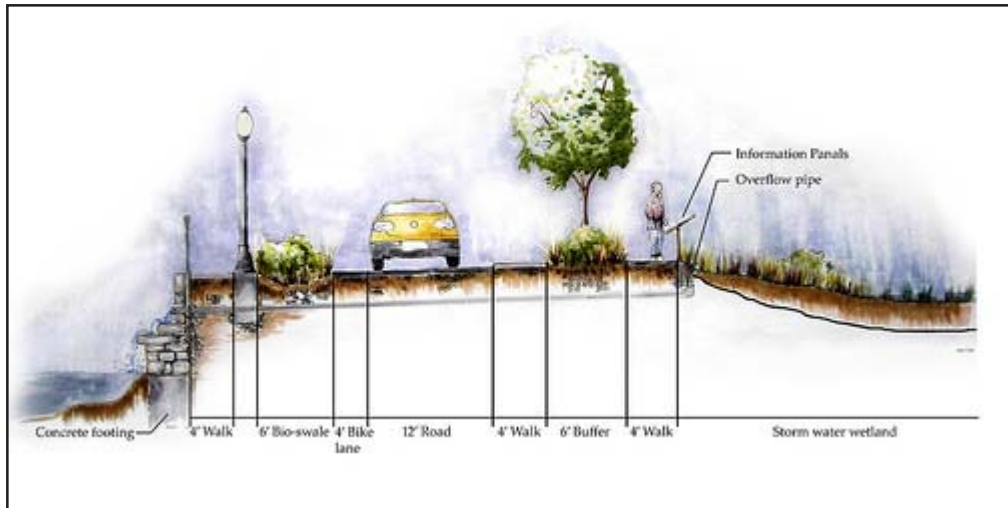 Information Panals
Overflow pipe
Concrete footing
4' Walk
6' Bio-swale
4' Bike
lane
12' Road
4' Walk
6' Buffer
4' Walk
Storm water wetland